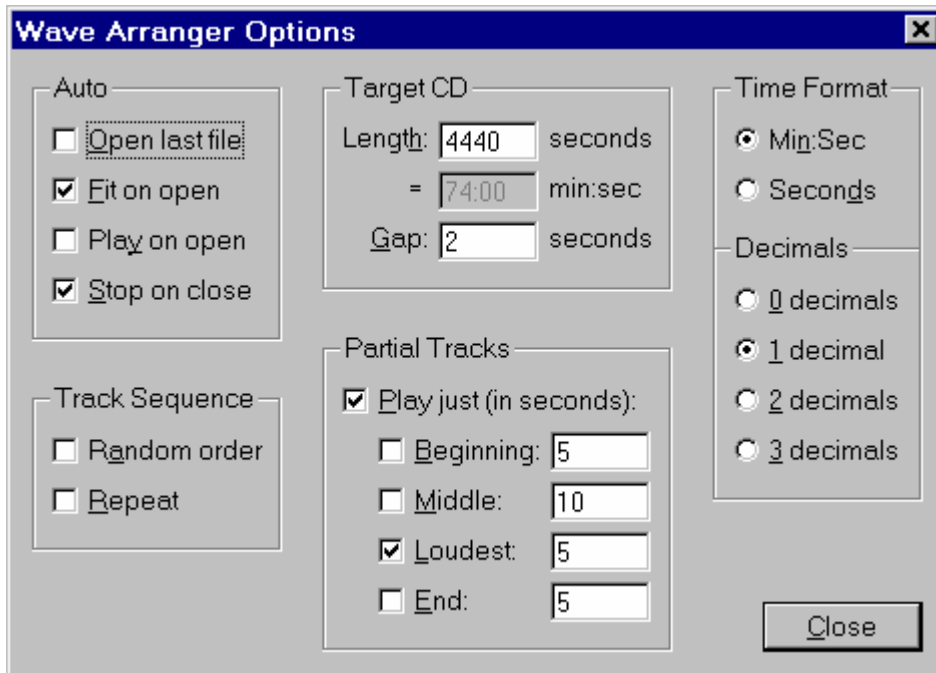 Wave Arranger Options
Auto
Open last file
Fit on open
Play on open
Stop on close
Track Sequence
Random order
Repeat
Target CD
Length: 4440 seconds
= 74:00 min:sec
Gap: 2 seconds
Partial Tracks
Play just (in seconds):
Beginning: 5
Middle: 10
Loudest: 5
End: 5
Time Format
Min:Sec
Seconds
Decimals
0 decimals
1 decimal
2 decimals
3 decimals
Close